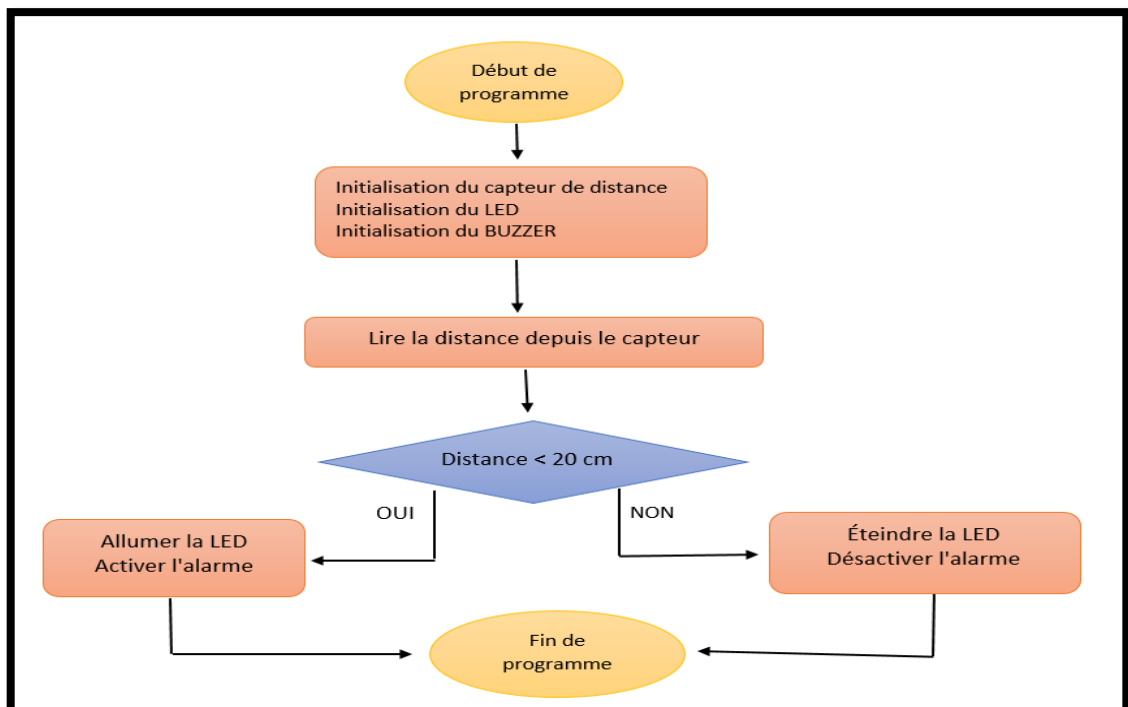 Début de
programme
Initialisation du capteur de distance
Initialisation du LED
Initialisation du BUZZER
Lire la distance depuis le capteur
Distance < 20 cm
OUI
NON
Allumer la LED
Activer l'alarme
Éteindre la LED
Désactiver l'alarme
Fin de
programme